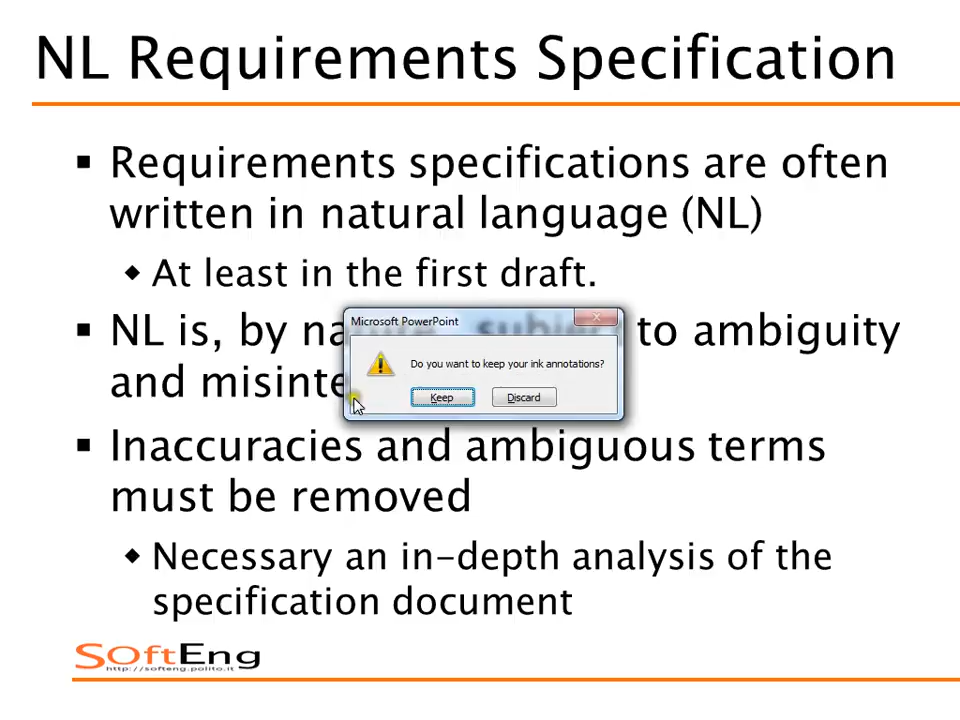 NL Requirements Specification
▪ Requirements specifications are often
written in natural language (NL)
◆ At least in the first draft.
▪ NL is, by na to ambiguity
and misinte
Microsoft PowerPoint
Do you want to keep your ink annotations?
Keep Discard
▪ Inaccuracies and ambiguous terms
must be removed
◆ Necessary an in-depth analysis of the
specification document
SOftEng
http://softeng.polito.it